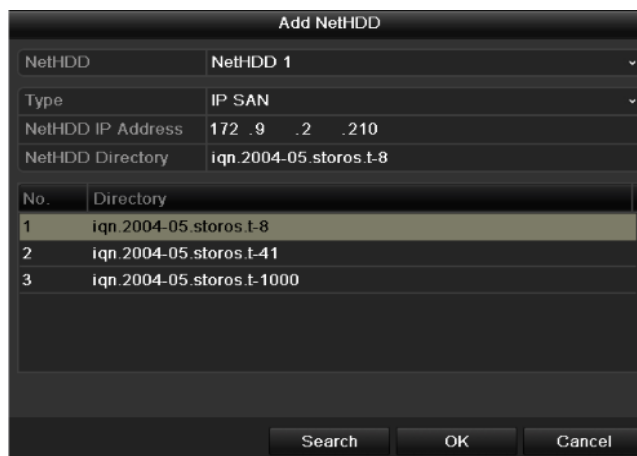 Add NetHDD
NetHDD NetHDD 1
Type IP SAN
NetHDD IP Address 172 .9 .2 .210
NetHDD Directory iqn.2004-05.storos.t-8
No. Directory
1 iqn.2004-05.storos.t-8
2 iqn.2004-05.storos.t-41
3 iqn.2004-05.storos.t-1000
Search OK Cancel